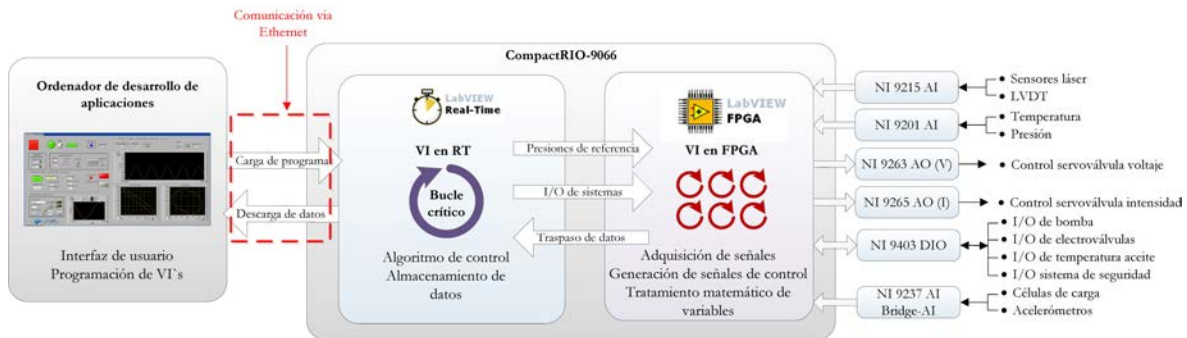 Comunicación via
Ethernet
CompactRIO-9066
Ordenador de desarrollo de
aplicaciones
Interfaz de usuario
Programación de VI`s
Carga de programa
Descarga de datos
LabVIEW
Real-Time
VI en RT
Bucle
crítico
Algoritmo de control
Almacenamiento de
datos
Presiones de referencia
I/O de sistemas
Traspaso de datos
LabVIEW
FPGA
VI en FPGA
Adquisición de señales
Generación de señales de control
Tratamiento matemático de
variables
NI 9215 AI
• Sensores láser
• LVDT
NI 9201 AI
• Temperatura
• Presión
NI 9263 AO (V)
• Control servoválvula voltaje
NI 9265 AO (I)
• Control servoválvula intensidad
NI 9403 DIO
• I/O de bomba
• I/O de electroválvulas
• I/O de temperatura aceite
• I/O sistema de seguridad
NI 9237 AI
Bridge-AI
• Células de carga
• Acelerómetros